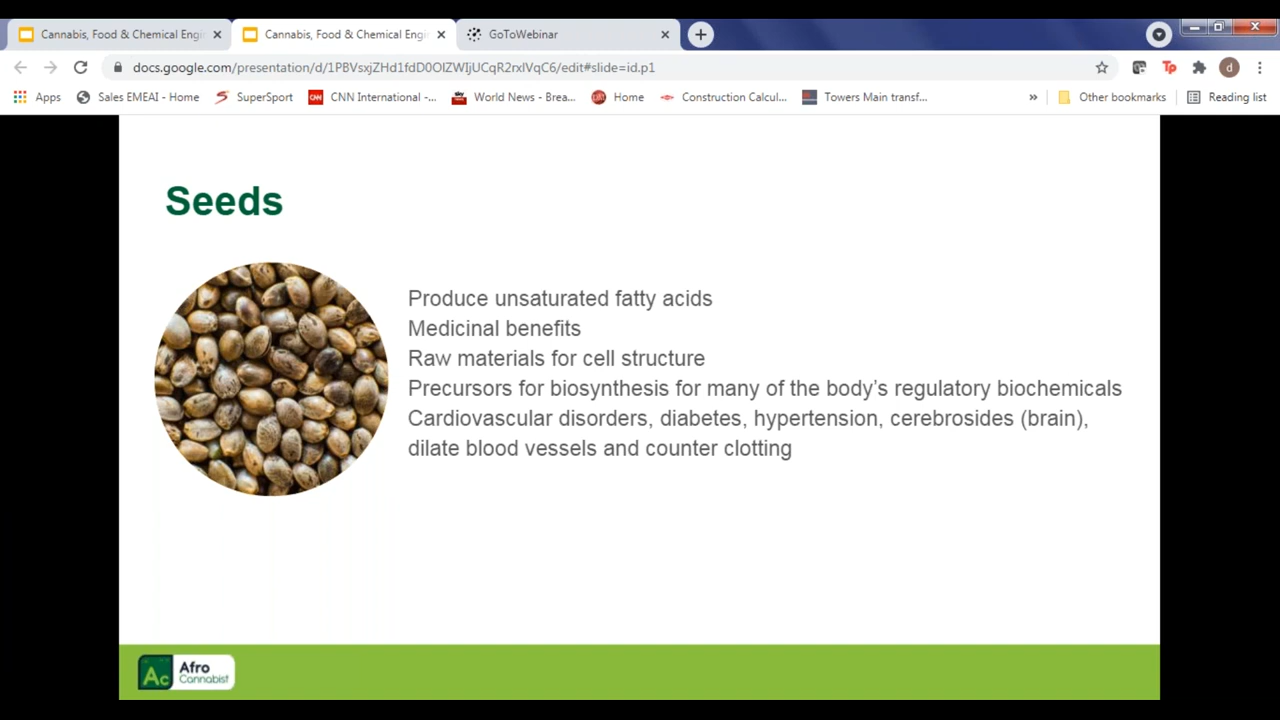 Cannabis, Food & Chemical Engi
Cannabis, Food & Chemical Engi
GoToWebinar
docs.google.com/presentation/d/1PBVsxjZHd1fdD0OIZWIjUCqR2rxIVqC6/edit#slide=id.p1
Tp
d
Apps
Sales EMEAI - Home
SuperSport
CNN International -...
World News - Brea...
Home
Construction Calcul...
Towers Main transf...
»
Other bookmarks
Reading list
Seeds
Produce unsaturated fatty acids
Medicinal benefits
Raw materials for cell structure
Precursors for biosynthesis for many of the body’s regulatory biochemicals
Cardiovascular disorders, diabetes, hypertension, cerebrosides (brain),
dilate blood vessels and counter clotting
Ac
Afro
Cannabist